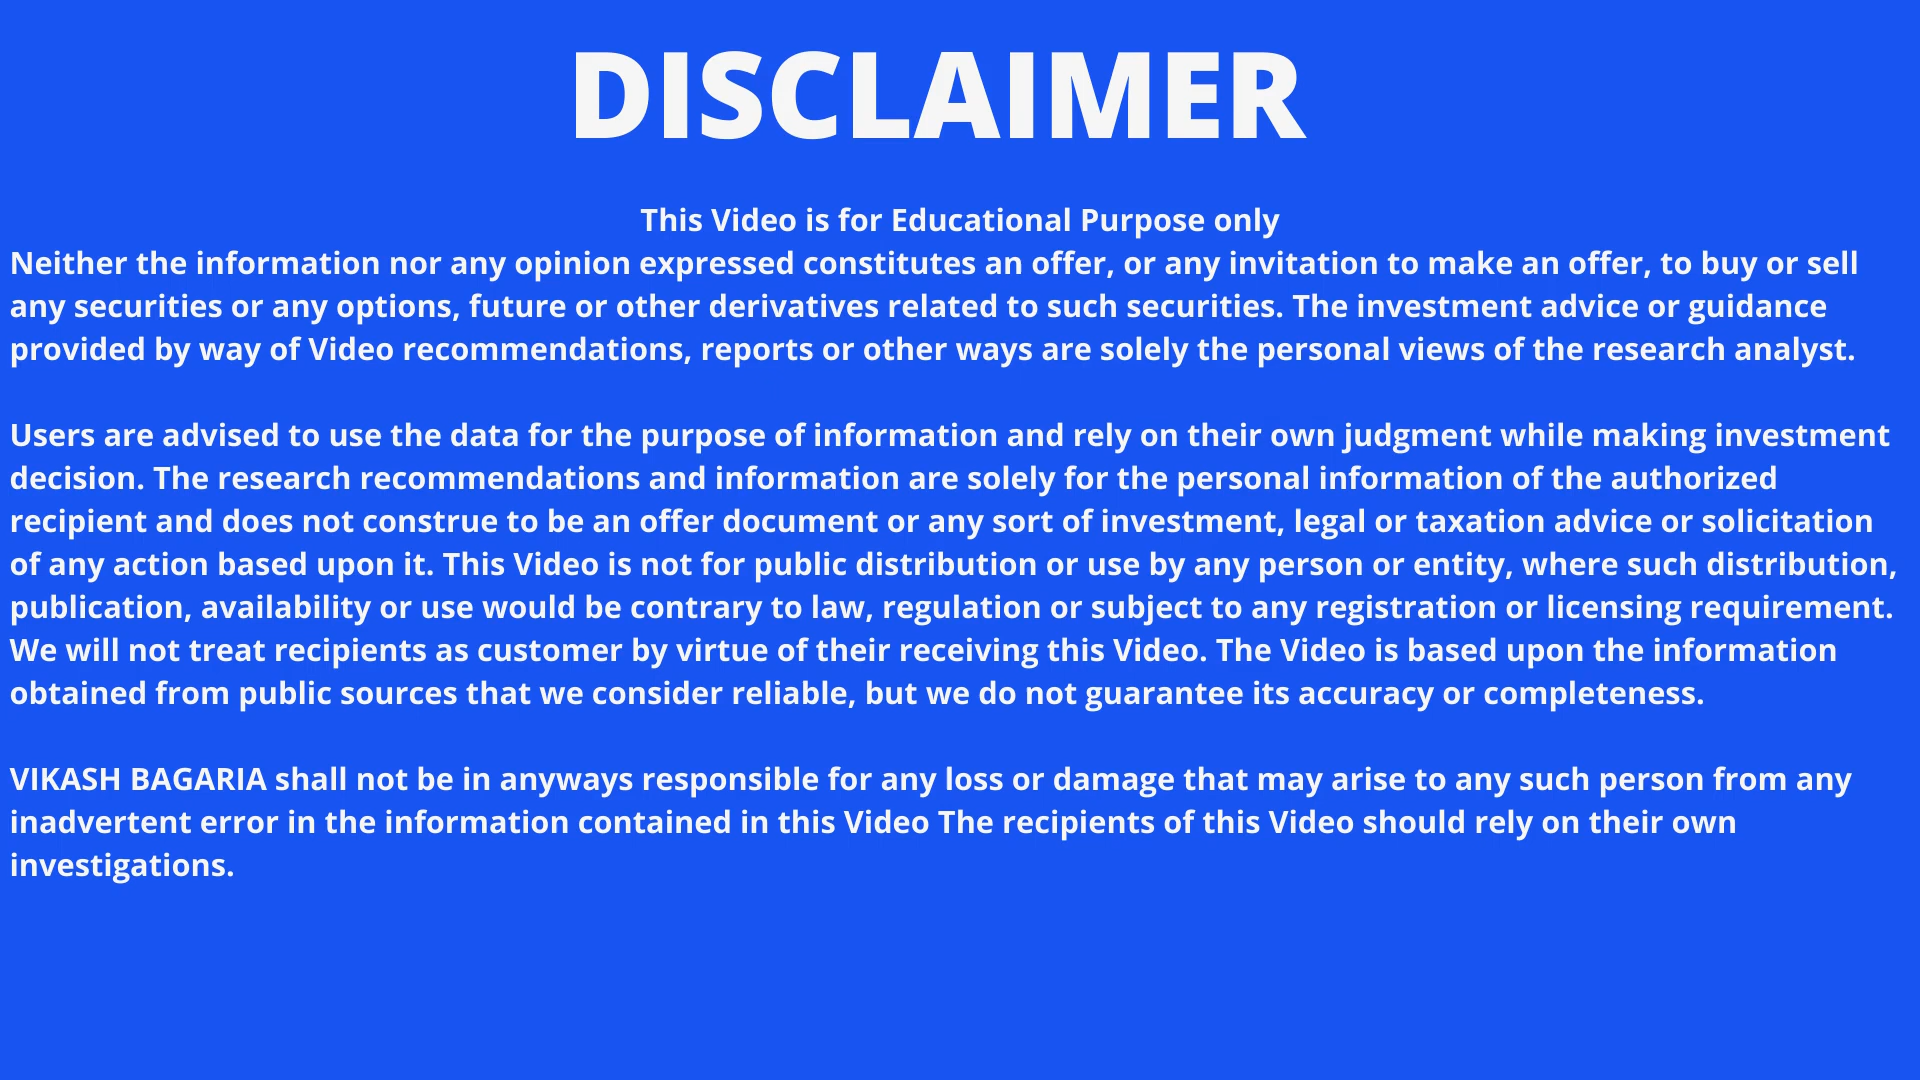 DISCLAIMER
This Video is for Educational Purpose only
Neither the information nor any opinion expressed constitutes an offer, or any invitation to make an offer, to buy or sell
any securities or any options, future or other derivatives related to such securities. The investment advice or guidance
provided by way of Video recommendations, reports or other ways are solely the personal views of the research analyst.
Users are advised to use the data for the purpose of information and rely on their own judgment while making investment
decision. The research recommendations and information are solely for the personal information of the authorized
recipient and does not construe to be an offer document or any sort of investment, legal or taxation advice or solicitation
of any action based upon it. This Video is not for public distribution or use by any person or entity, where such distribution,
publication, availability or use would be contrary to law, regulation or subject to any registration or licensing requirement.
We will not treat recipients as customer by virtue of their receiving this Video. The Video is based upon the information
obtained from public sources that we consider reliable, but we do not guarantee its accuracy or completeness.
VIKASH BAGARIA shall not be in anyways responsible for any loss or damage that may arise to any such person from any
inadvertent error in the information contained in this Video The recipients of this Video should rely on their own
investigations.